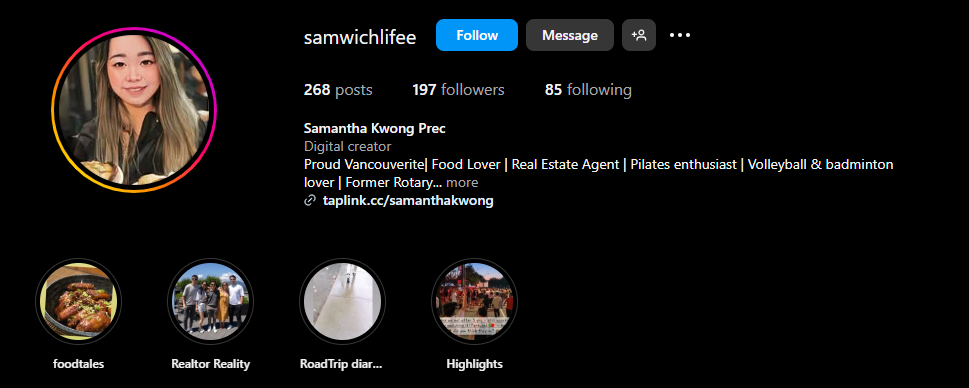 samwichlifee Follow Message
268 posts 197 followers 85 following
Samantha Kwong Prec
Digital creator
Proud Vancouverite| Food Lover | Real Estate Agent | Pilates enthusiast | Volleyball & badminton
lover | Former Rotary... more
taplink.cc/samanthakwong
foodtales Realtor Reality RoadTrip diar... Highlights